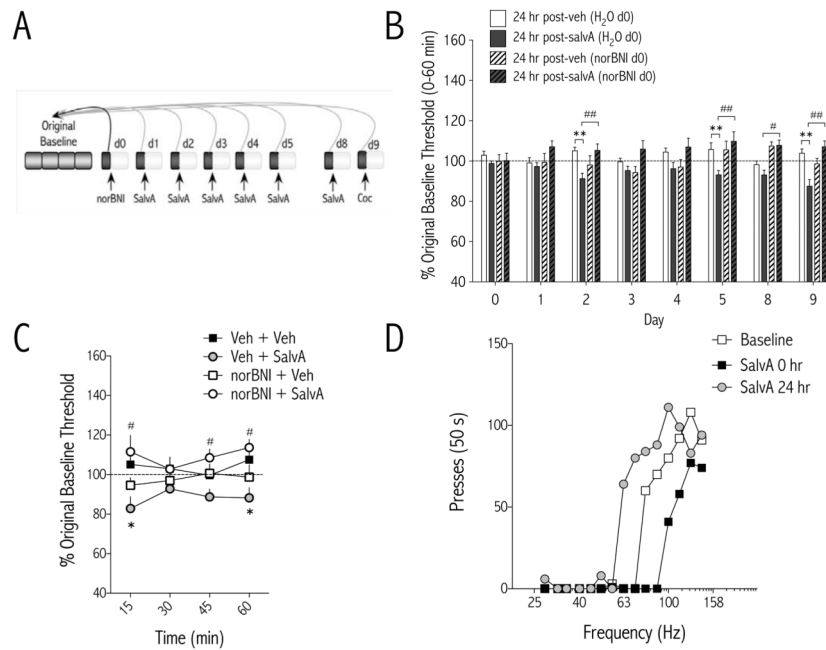 A
Original
Baseline
d0
d1
d2
d3
d4
d5
d8
d9
norBNI
SalvA
SalvA
SalvA
SalvA
SalvA
SalvA
Coc
B
24 hr post-veh (H2O d0)
24 hr post-salvA (H2O d0)
24 hr post-veh (norBNI d0)
24 hr post-salvA (norBNI d0)
% Original Baseline Threshold (0-60 min)
160
140
120
100
80
60
40
**
##
**
##
#
**
##
0
1
2
3
4
5
8
9
Day
C
Veh + Veh
Veh + SalvA
norBNI + Veh
norBNI + SalvA
% Original Baseline Threshold
160
140
120
100
80
60
40
#
#
#
*
*
15
30
45
60
Time (min)
D
Baseline
SalvA 0 hr
SalvA 24 hr
Presses (50 s)
150
100
50
0
25
40
63
100
158
Frequency (Hz)